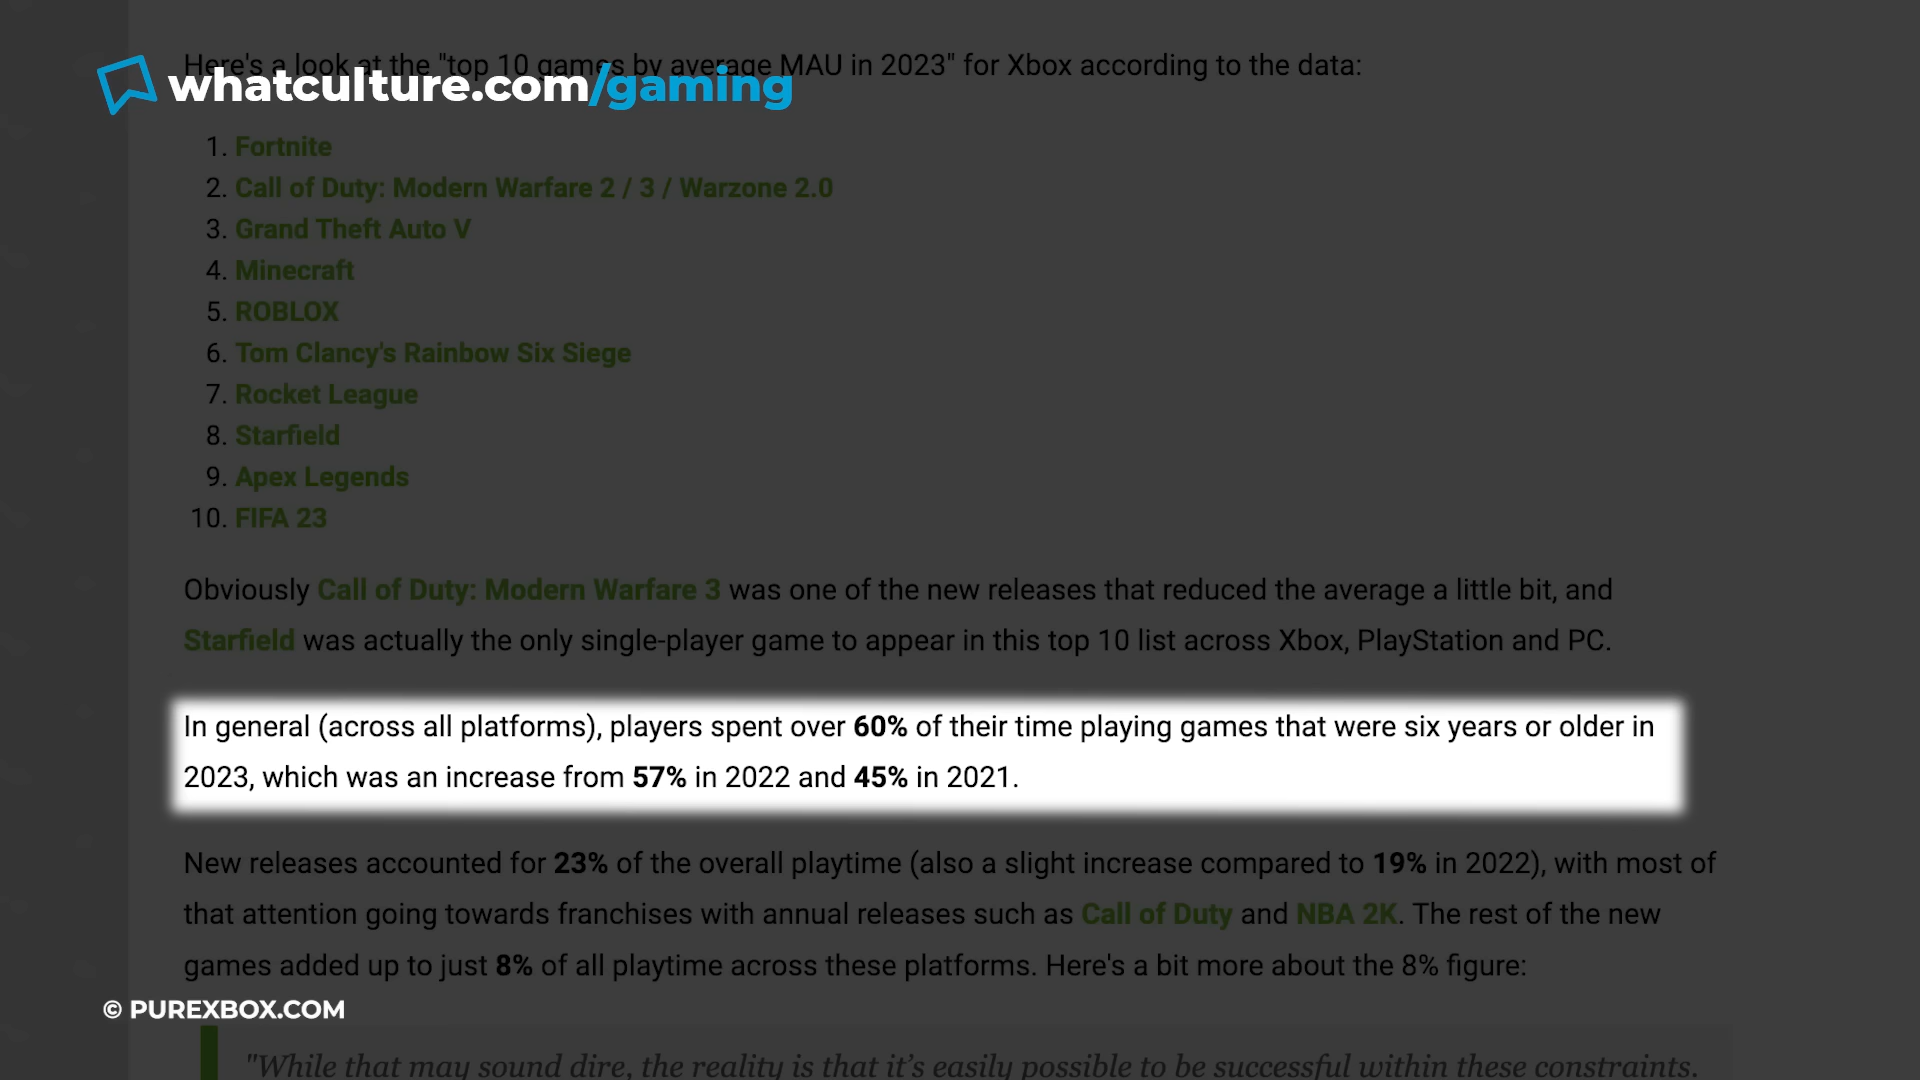 Here's a look at the "top 10 games by average MAU in 2023" for Xbox according to the data:
whatculture.com/gaming
1. Fortnite
2. Call of Duty: Modern Warfare 2 / 3 / Warzone 2.0
3. Grand Theft Auto V
4. Minecraft
5. ROBLOX
6. Tom Clancy's Rainbow Six Siege
7. Rocket League
8. Starfield
9. Apex Legends
10. FIFA 23
Obviously Call of Duty: Modern Warfare 3 was one of the new releases that reduced the average a little bit, and
Starfield was actually the only single-player game to appear in this top 10 list across Xbox, PlayStation and PC.
In general (across all platforms), players spent over 60% of their time playing games that were six years or older in
2023, which was an increase from 57% in 2022 and 45% in 2021.
New releases accounted for 23% of the overall playtime (also a slight increase compared to 19% in 2022), with most of
that attention going towards franchises with annual releases such as Call of Duty and NBA 2K. The rest of the new
games added up to just 8% of all playtime across these platforms. Here's a bit more about the 8% figure:
© PUREXBOX.COM
"While that may sound dire, the reality is that it's easily possible to be successful within these constraints.